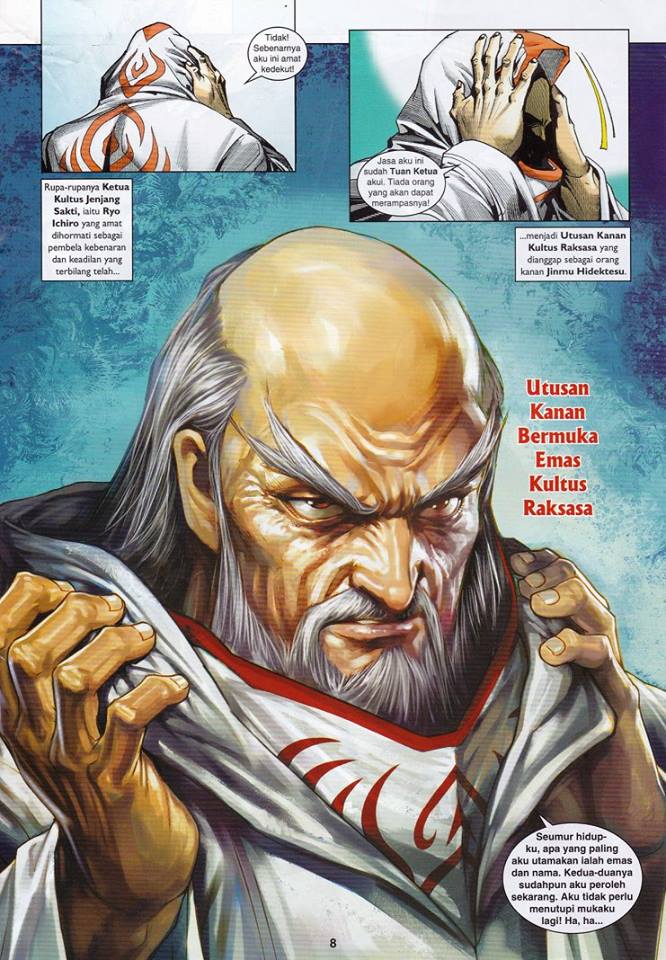 Tidak!
Sebenarnya
aku ini amat
kedekut!
Rupa-rupanya Ketua
Kultus Jenjang
Sakti, iaitu Ryo
Ichiro yang amat
dihormati sebagai
pembela kebenaran
dan keadilan yang
terbilang telah...
Jasa aku ini
sudah Tuan Ketua
akui. Tiada orang
yang akan dapat
merampasnya!
...menjadi Utusan Kanan
Kultus Raksasa yang
dianggap sebagai orang
kanan Jinmu Hidektesu.
Utusan
Kanan
Bermuka
Emas
Kultus
Raksasa
Seumur hidup-
ku, apa yang paling
aku utamakan ialah emas
dan nama. Kedua-duanya
sudahpun aku peroleh
sekarang. Aku tidak perlu
menutupi mukaku
lagi! Ha, ha...
8